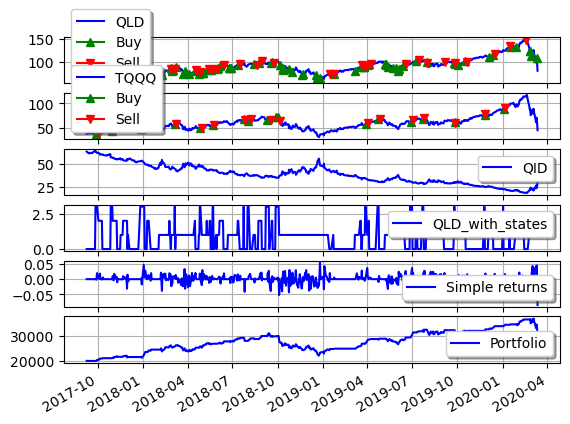 QLD
Buy
Sell
150
100
TQQQ
Buy
Sell
100
50
QID
50
25
QLD_with_states
2.5
0.0
Simple returns
0.05
0.00
−0.05
Portfolio
30000
20000
2017-10
2018-01
2018-04
2018-07
2018-10
2019-01
2019-04
2019-07
2019-10
2020-01
2020-04